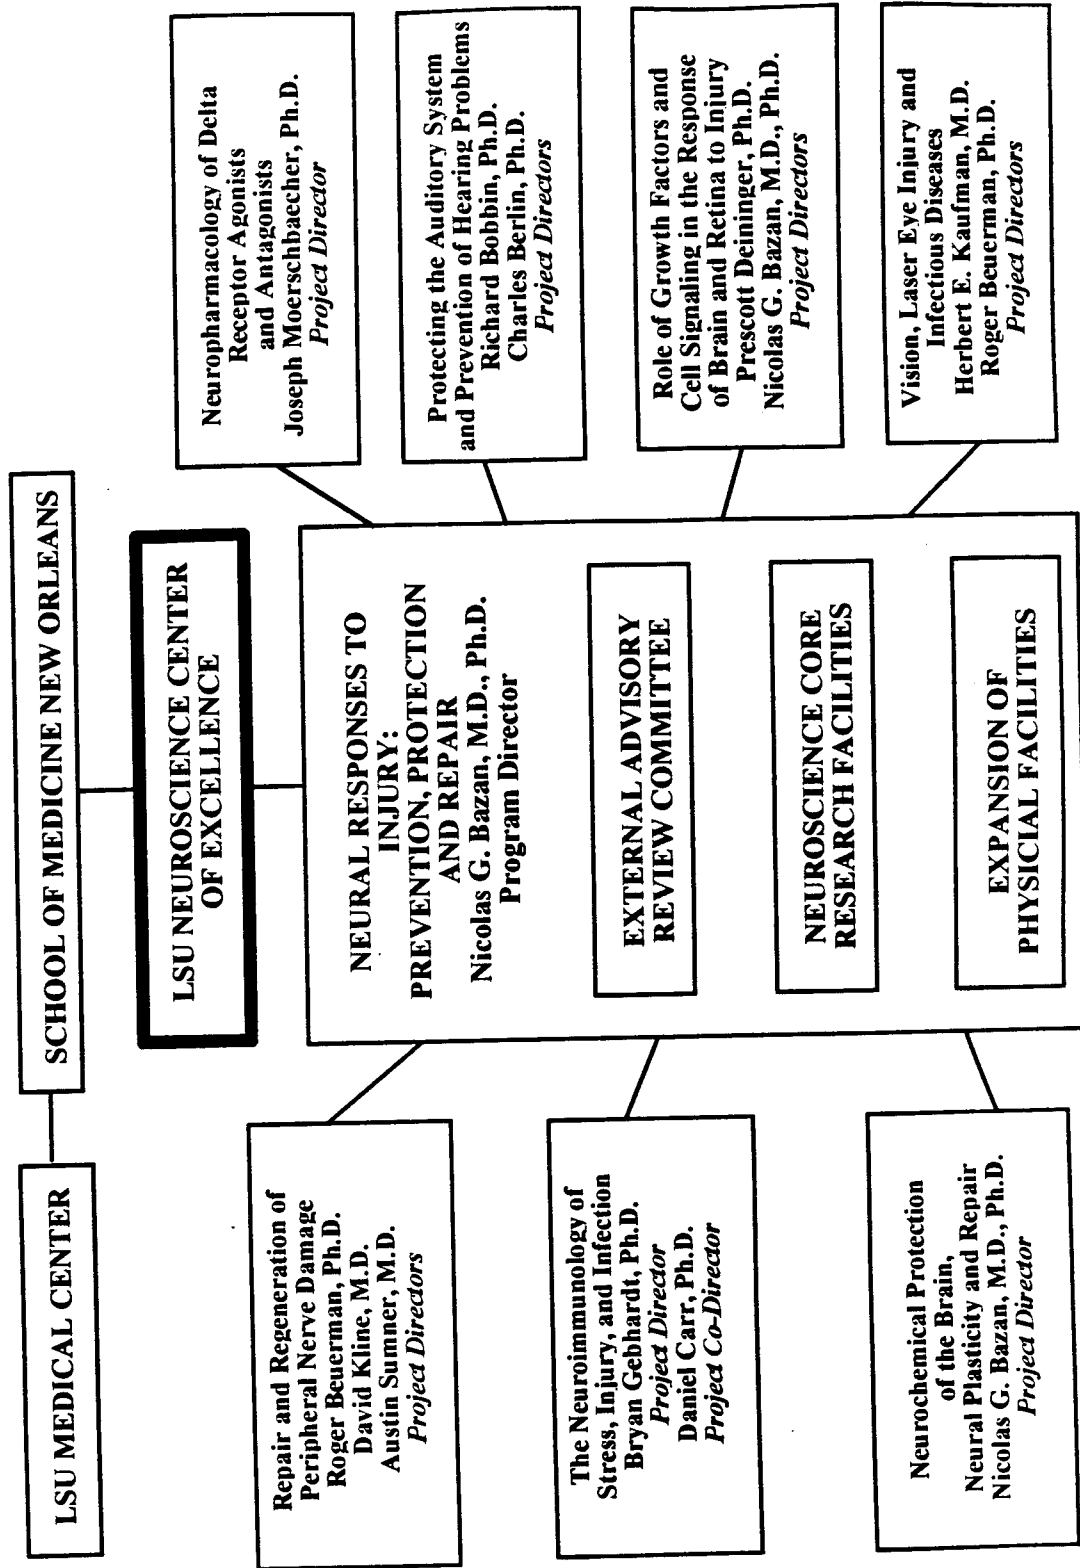 LSU MEDICAL CENTER
SCHOOL OF MEDICINE NEW ORLEANS
LSU NEUROSCIENCE CENTER
OF EXCELLENCE
NEURAL RESPONSES TO
INJURY:
PREVENTION, PROTECTION
AND REPAIR
Nicolas G. Bazan, M.D., Ph.D.
Program Director
EXTERNAL ADVISORY
REVIEW COMMITTEE
NEUROSCIENCE CORE
RESEARCH FACILITIES
EXPANSION OF
PHYSICIAL FACILITIES
Repair and Regeneration of
Peripheral Nerve Damage
Roger Beuerman, Ph.D.
David Kline, M.D.
Austin Sumner, M.D.
Project Directors
The Neuroimmunology of
Stress, Injury, and Infection
Bryan Gebhardt, Ph.D.
Project Director
Daniel Carr, Ph.D.
Project Co-Director
Neurochemical Protection
of the Brain,
Neural Plasticity and Repair
Nicolas G. Bazan, M.D., Ph.D.
Project Director
Neuropharmacology of Delta
Receptor Agonists
and Antagonists
Joseph Moerschbaecher, Ph.D.
Project Director
Protecting the Auditory System
and Prevention of Hearing Problems
Richard Bobbin, Ph.D.
Charles Berlin, Ph.D.
Project Directors
Role of Growth Factors and
Cell Signaling in the Response
of Brain and Retina to Injury
Prescott Deininger, Ph.D.
Nicolas G. Bazan, M.D., Ph.D.
Project Directors
Vision, Laser Eye Injury and
Infectious Diseases
Herbert E. Kaufman, M.D.
Roger Beuerman, Ph.D.
Project Directors